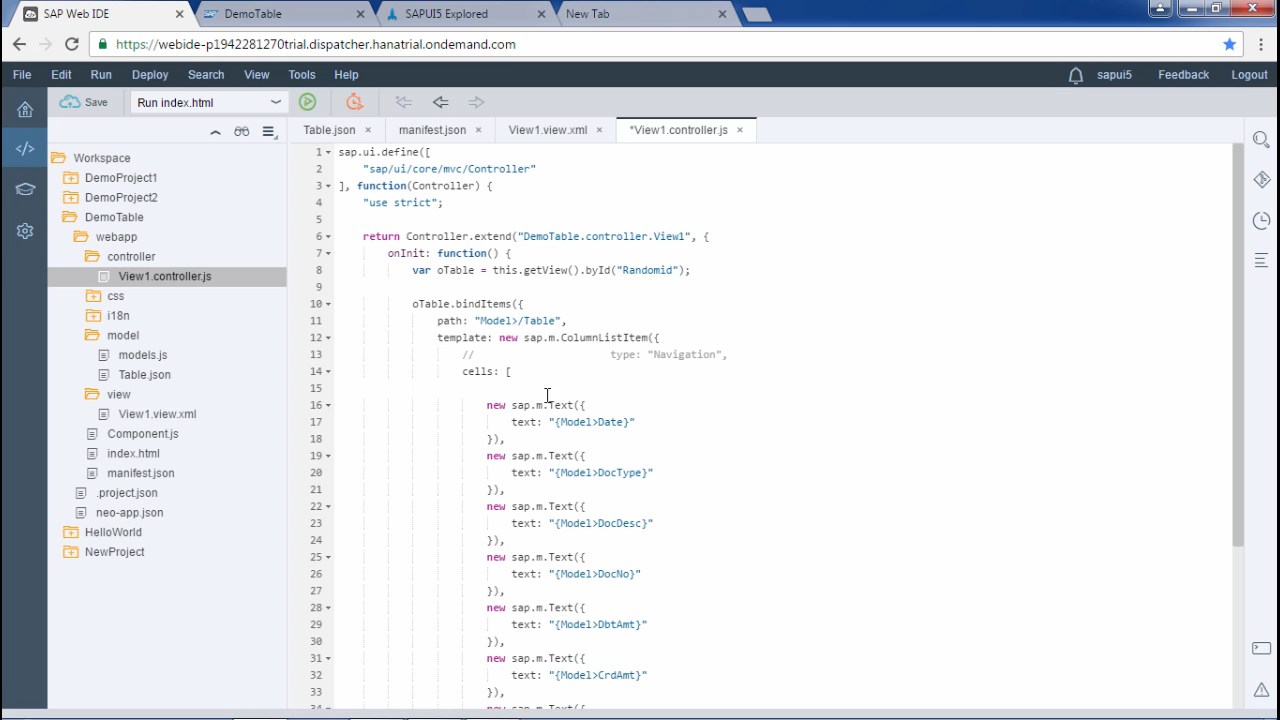 SAP Web IDE
DemoTable
SAPUI5 Explored
New Tab
https://webide-p1942281270trial.dispatcher.hanatrial.ondemand.com
File Edit Run Deploy Search View Tools Help
sapui5 Feedback Logout
Save
Run index.html
Table.json
manifest.json
View1.view.xml
*View1.controller.js
Workspace
DemoProject1
DemoProject2
DemoTable
webapp
controller
View1.controller.js
css
i18n
model
models.js
Table.json
view
View1.view.xml
Component.js
index.html
manifest.json
.project.json
neo-app.json
HelloWorld
NewProject
1 sap.ui.define([
2 "sap/ui/core/mvc/Controller"
3 ], function(Controller) {
4 "use strict";
5
6 return Controller.extend("DemoTable.controller.View1", {
7 onInit: function() {
8 var oTable = this.getView().byId("Randomid");
9
10 oTable.bindItems({
11 path: "Model>/Table",
12 template: new sap.m.ColumnListItem({
13 // type: "Navigation",
14 cells: [
15
16 new sap.m.Text({
17 text: "{Model>Date}"
18 }),
19 new sap.m.Text({
20 text: "{Model>DocType}"
21 }),
22 new sap.m.Text({
23 text: "{Model>DocDesc}"
24 }),
25 new sap.m.Text({
26 text: "{Model>DocNo}"
27 }),
28 new sap.m.Text({
29 text: "{Model>DbtAmt}"
30 }),
31 new sap.m.Text({
32 text: "{Model>CrdAmt}"
33 }),
34 new sap.m.Text({